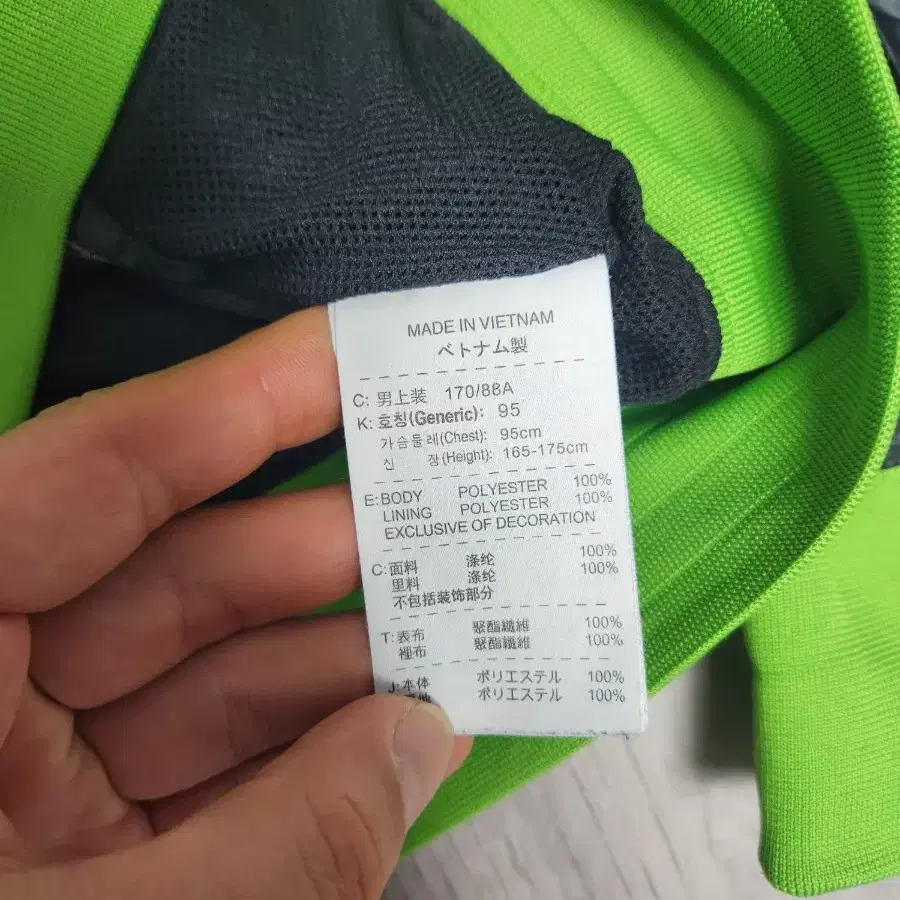 MADE IN VIETNAM
ベトナム製
C: 男上装 170/88A
K: 호칭(Generic): 95
가슴둘레(Chest): 95cm
신 장(Height): 165-175cm
E: BODY POLYESTER 100%
LINING POLYESTER 100%
EXCLUSIVE OF DECORATION
C: 面料 涤纶 100%
里料 涤纶 100%
不包括装饰部分
T: 表布 聚酯纖維 100%
裡布 聚酯纖維 100%
J: 本体 ポリエステル 100%
ポリエステル 100%